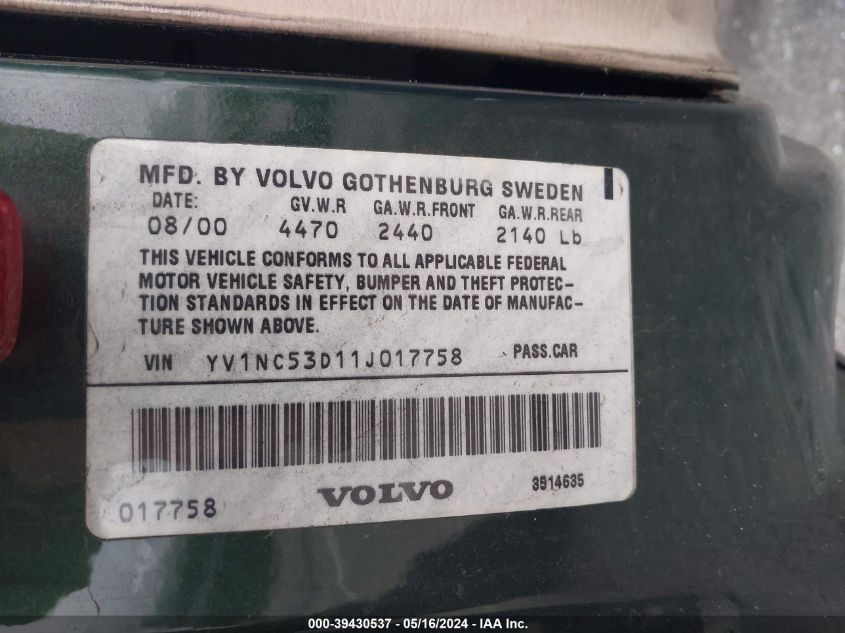 MFD. BY VOLVO GOTHENBURG SWEDEN
DATE: GV.W.R GA.W.R.FRONT GA.W.R.REAR
08/00 4470 2440 2140 Lb
THIS VEHICLE CONFORMS TO ALL APPLICABLE FEDERAL
MOTOR VEHICLE SAFETY, BUMPER AND THEFT PROTEC-
TION STANDARDS IN EFFECT ON THE DATE OF MANUFAC-
TURE SHOWN ABOVE.
VIN YV1NC53D11J017758 PASS.CAR
017758 VOLVO 3514635
000-39430537 - 05/16/2024 - IAA Inc.